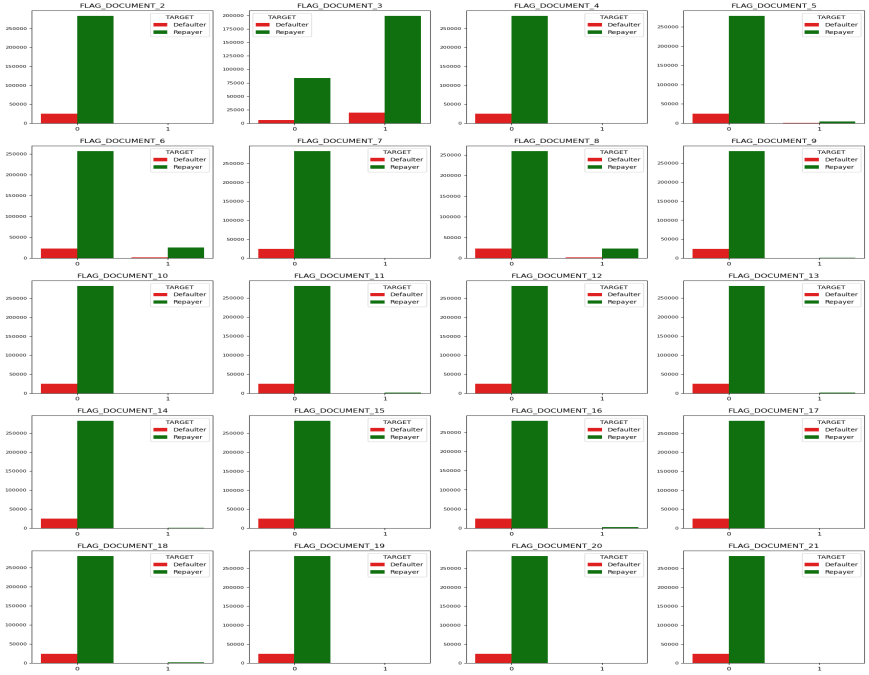 FLAG_DOCUMENT_2
TARGET
Defaulter
Repayer
250000
200000
150000
100000
50000
0
0 1
FLAG_DOCUMENT_3
TARGET
Defaulter
Repayer
200000
175000
150000
125000
100000
75000
50000
25000
0
0 1
FLAG_DOCUMENT_4
TARGET
Defaulter
Repayer
250000
200000
150000
100000
50000
0
0 1
FLAG_DOCUMENT_5
TARGET
Defaulter
Repayer
250000
200000
150000
100000
50000
0
0 1
FLAG_DOCUMENT_6
TARGET
Defaulter
Repayer
250000
200000
150000
100000
50000
0
0 1
FLAG_DOCUMENT_7
TARGET
Defaulter
Repayer
250000
200000
150000
100000
50000
0
0 1
FLAG_DOCUMENT_8
TARGET
Defaulter
Repayer
250000
200000
150000
100000
50000
0
0 1
FLAG_DOCUMENT_9
TARGET
Defaulter
Repayer
250000
200000
150000
100000
50000
0
0 1
FLAG_DOCUMENT_10
TARGET
Defaulter
Repayer
250000
200000
150000
100000
50000
0
0 1
FLAG_DOCUMENT_11
TARGET
Defaulter
Repayer
250000
200000
150000
100000
50000
0
0 1
FLAG_DOCUMENT_12
TARGET
Defaulter
Repayer
250000
200000
150000
100000
50000
0
0 1
FLAG_DOCUMENT_13
TARGET
Defaulter
Repayer
250000
200000
150000
100000
50000
0
0 1
FLAG_DOCUMENT_14
TARGET
Defaulter
Repayer
250000
200000
150000
100000
50000
0
0 1
FLAG_DOCUMENT_15
TARGET
Defaulter
Repayer
250000
200000
150000
100000
50000
0
0 1
FLAG_DOCUMENT_16
TARGET
Defaulter
Repayer
250000
200000
150000
100000
50000
0
0 1
FLAG_DOCUMENT_17
TARGET
Defaulter
Repayer
250000
200000
150000
100000
50000
0
0 1
FLAG_DOCUMENT_18
TARGET
Defaulter
Repayer
250000
200000
150000
100000
50000
0
0 1
FLAG_DOCUMENT_19
TARGET
Defaulter
Repayer
250000
200000
150000
100000
50000
0
0 1
FLAG_DOCUMENT_20
TARGET
Defaulter
Repayer
250000
200000
150000
100000
50000
0
0 1
FLAG_DOCUMENT_21
TARGET
Defaulter
Repayer
250000
200000
150000
100000
50000
0
0 1